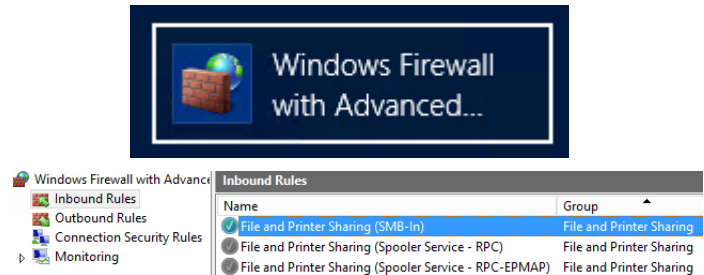 Windows Firewall
with Advanced...
Windows Firewall with Advance
Inbound Rules
Outbound Rules
Connection Security Rules
Monitoring
Inbound Rules
Name Group
File and Printer Sharing (SMB-In) File and Printer Sharing
File and Printer Sharing (Spooler Service - RPC) File and Printer Sharing
File and Printer Sharing (Spooler Service - RPC-EPMAP) File and Printer Sharing